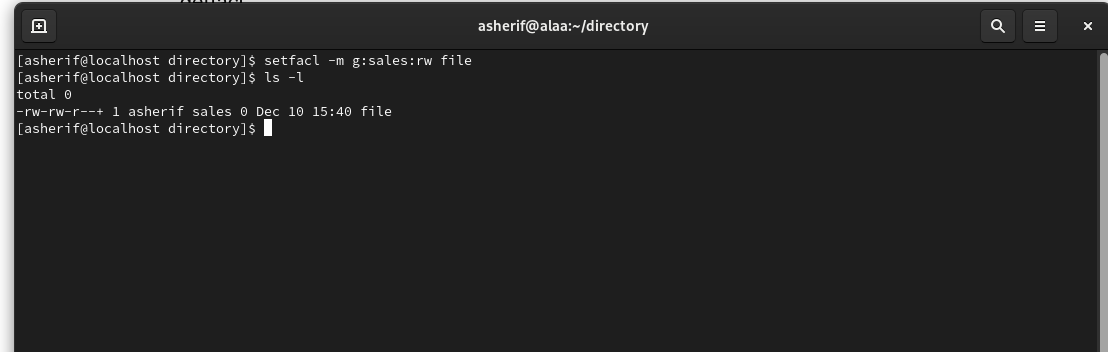 asherif@alaa:~/directory
[asherif@localhost directory]$ setfacl -m g:sales:rw file
[asherif@localhost directory]$ ls -l
total 0
-rw-rw-r--+ 1 asherif sales 0 Dec 10 15:40 file
[asherif@localhost directory]$